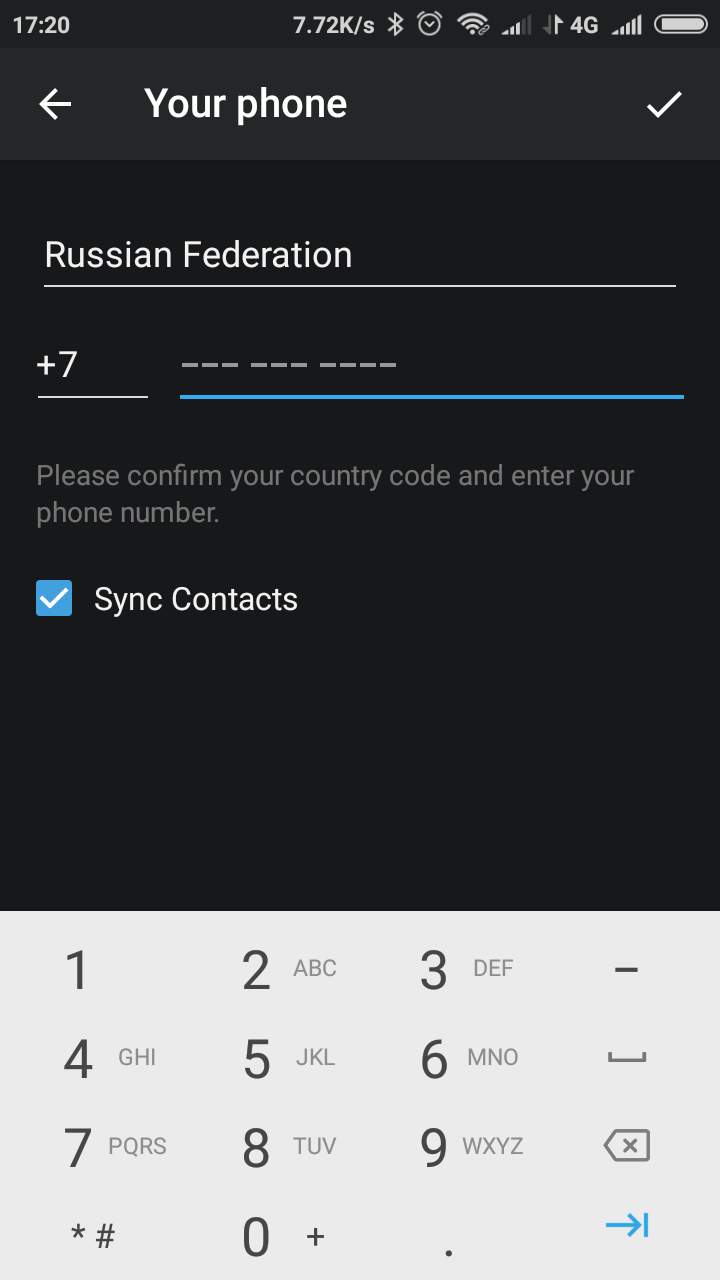 17:20 7.72K/s 4G
Your phone
Russian Federation
+7 --- --- ----
Please confirm your country code and enter your
phone number.
Sync Contacts
1 2 ABC 3 DEF –
4 GHI 5 JKL 6 MNO
7 PQRS 8 TUV 9 WXYZ
* # 0 + .